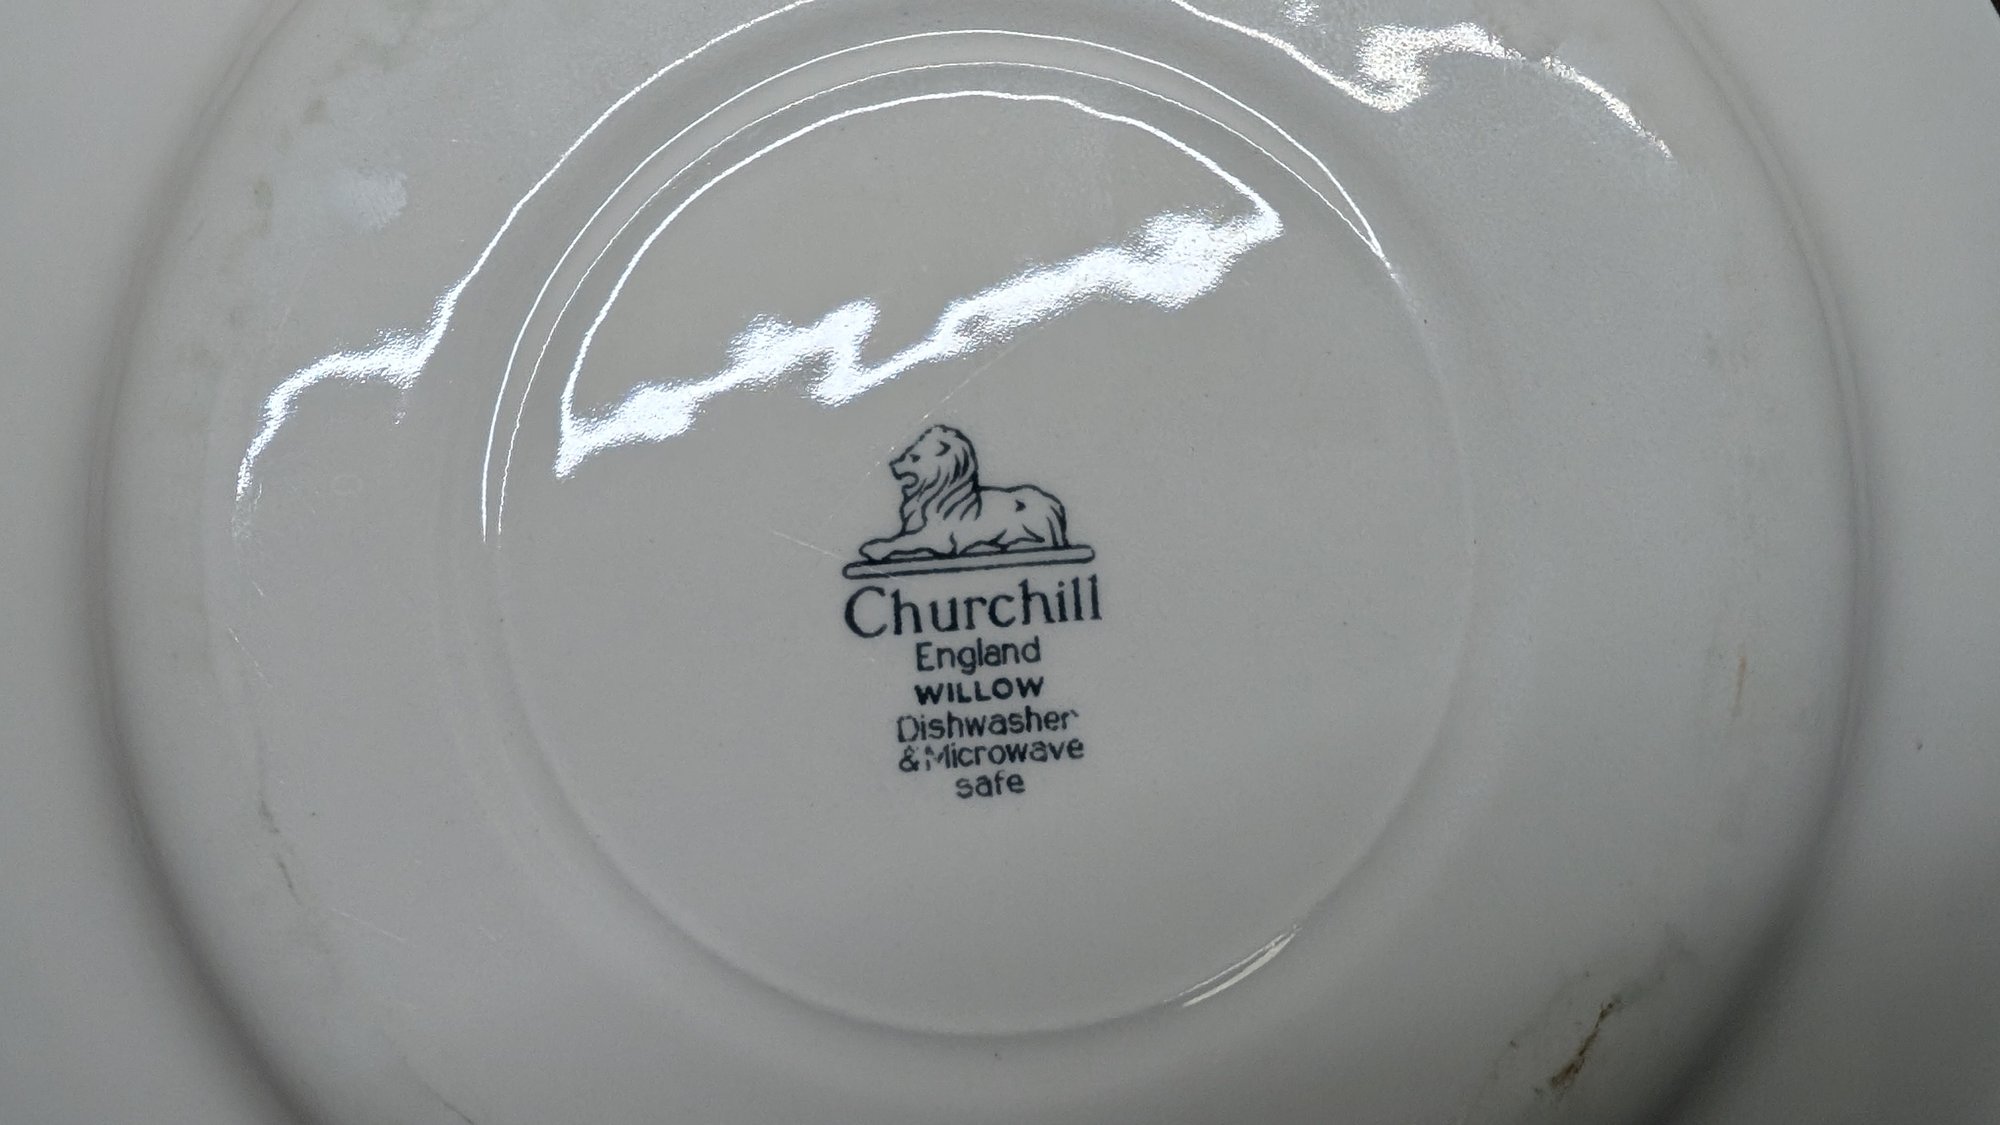 Churchill
England
WILLOW
Dishwasher
& Microwave
safe